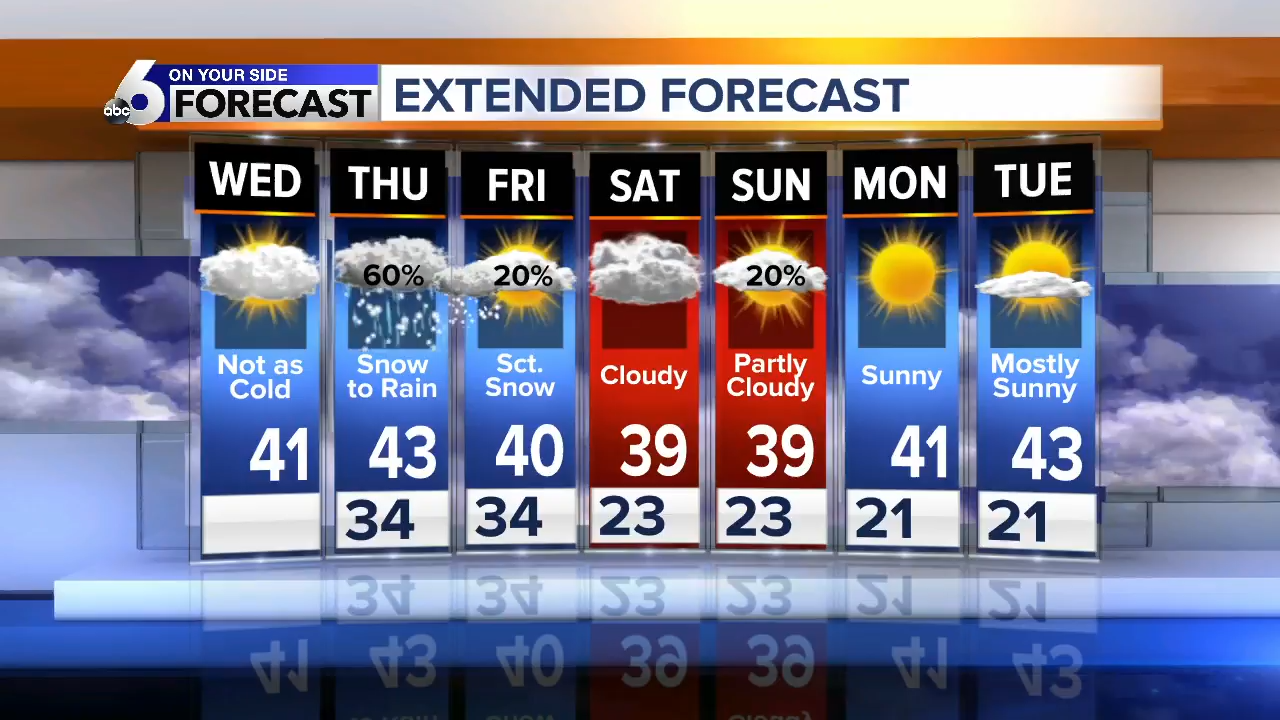 ON YOUR SIDE
abc 6 FORECAST
EXTENDED FORECAST
WED THU FRI SAT SUN MON TUE
60% 20% 20%
Not as Cold
Snow to Rain
Sct. Snow
Cloudy
Partly Cloudy
Sunny
Mostly Sunny
41 43 40 39 39 41 43
34 34 23 23 21 21